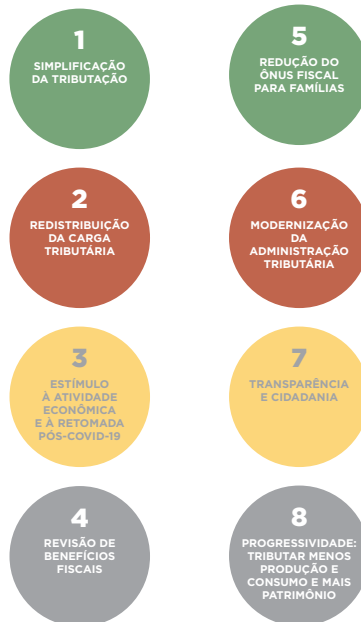 1
SIMPLIFICAÇÃO
DA TRIBUTAÇÃO
2
REDISTRIBUIÇÃO
DA CARGA
TRIBUTÁRIA
3
ESTÍMULO
À ATIVIDADE
ECONÔMICA
E À RETOMADA
PÓS-COVID-19
4
REVISÃO DE
BENEFÍCIOS
FISCAIS
5
REDUÇÃO DO
ÔNUS FISCAL
PARA FAMÍLIAS
6
MODERNIZAÇÃO
DA
ADMINISTRAÇÃO
TRIBUTÁRIA
7
TRANSPARÊNCIA
E CIDADANIA
8
PROGRESSIVIDADE:
TRIBUTAR MENOS
PRODUÇÃO E
CONSUMO E MAIS
PATRIMÔNIO